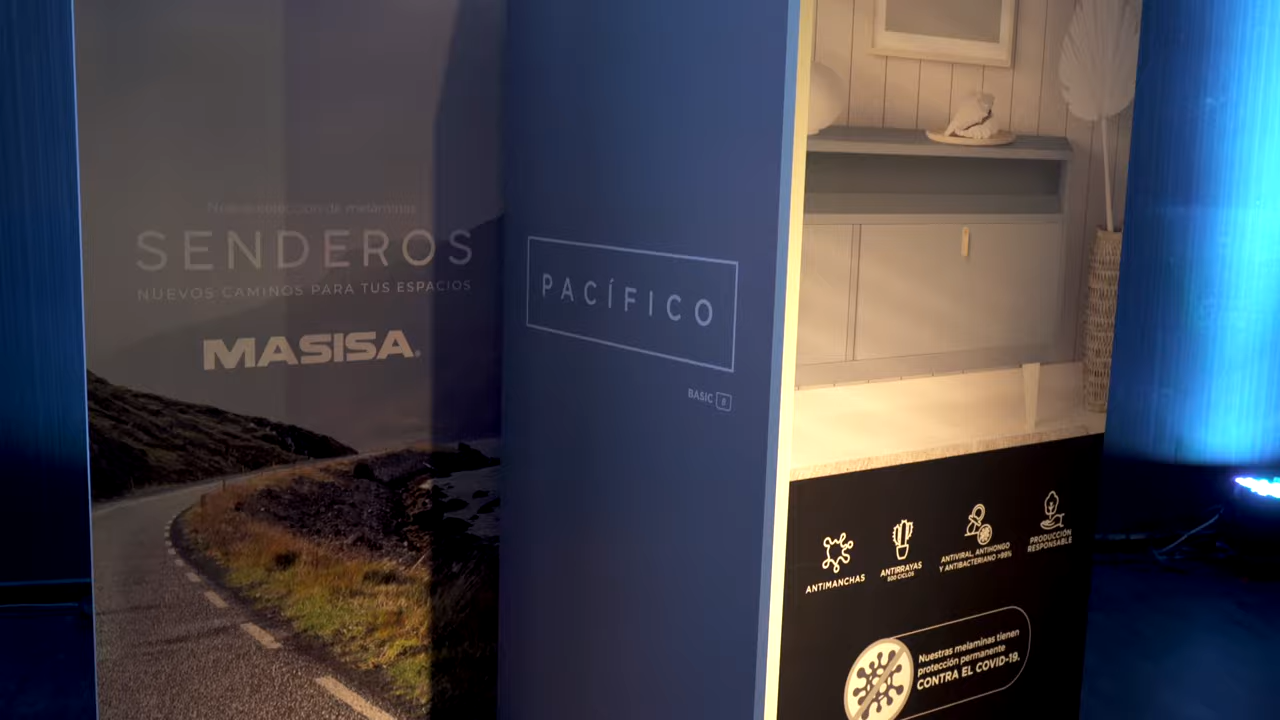 Nueva colección de melaminas
SENDEROS
NUEVOS CAMINOS PARA TUS ESPACIOS
MASISA
PACÍFICO
BASIC
ANTIMANCHAS
ANTIRRAYAS
500 CICLOS
ANTIVIRAL, ANTIHONGO
Y ANTIBACTERIANO >99%
PRODUCCIÓN
RESPONSABLE
Nuestras melaminas tienen
protección permanente
CONTRA EL COVID-19.